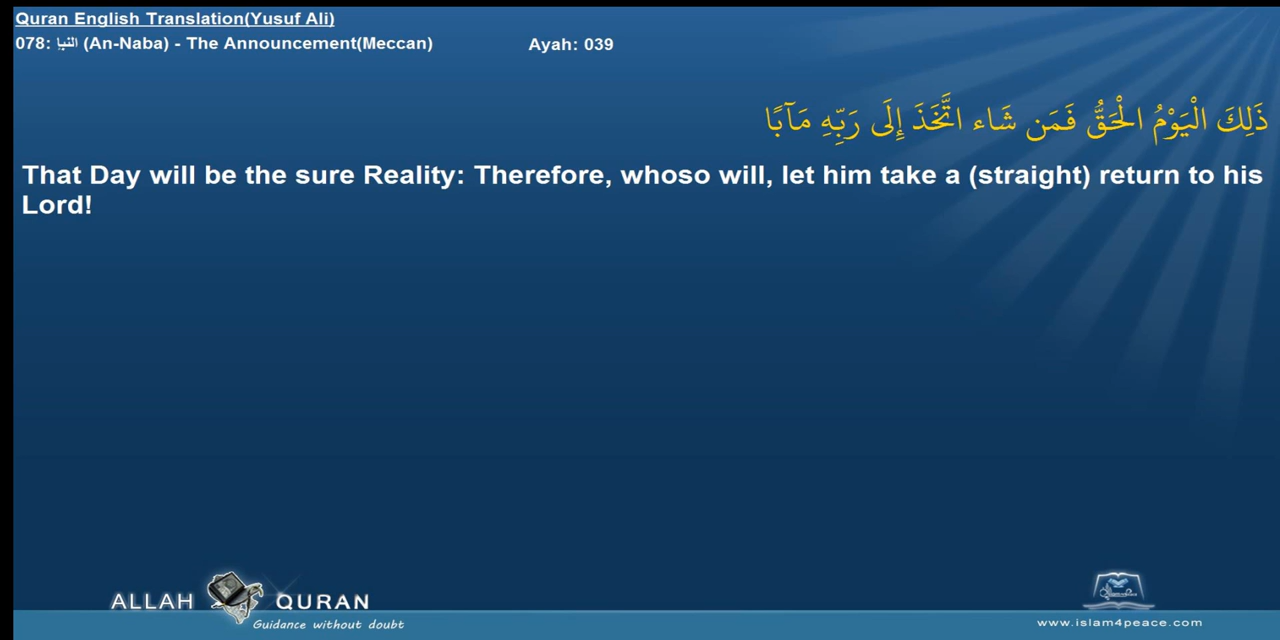 Quran English Translation(Yusuf Ali)
078: النبإ (An-Naba) - The Announcement(Meccan) Ayah: 039
ذَلِكَ الْيَوْمُ الْحَقُّ فَمَن شَاء اتَّخَذَ إِلَى رَبِّهِ مَآبًا
That Day will be the sure Reality: Therefore, whoso will, let him take a (straight) return to his
Lord!
ALLAH QURAN
Guidance without doubt
www.islam4peace.com